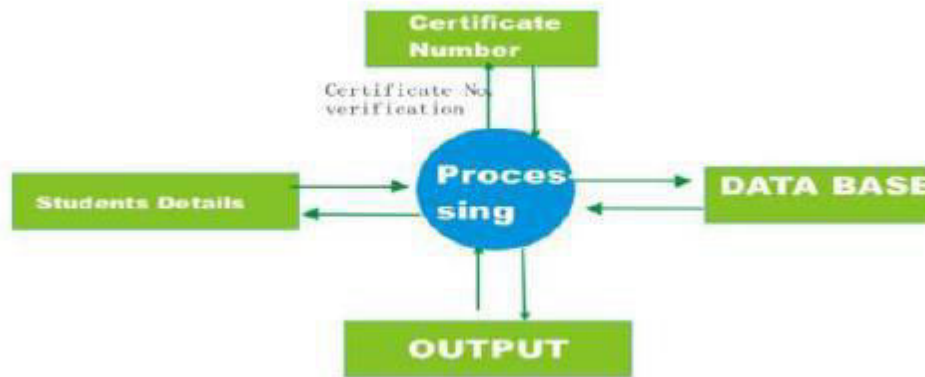 Certificate
Number
Certificate No.
verification
Proces
sing
Students Details
DATA BASE
OUTPUT